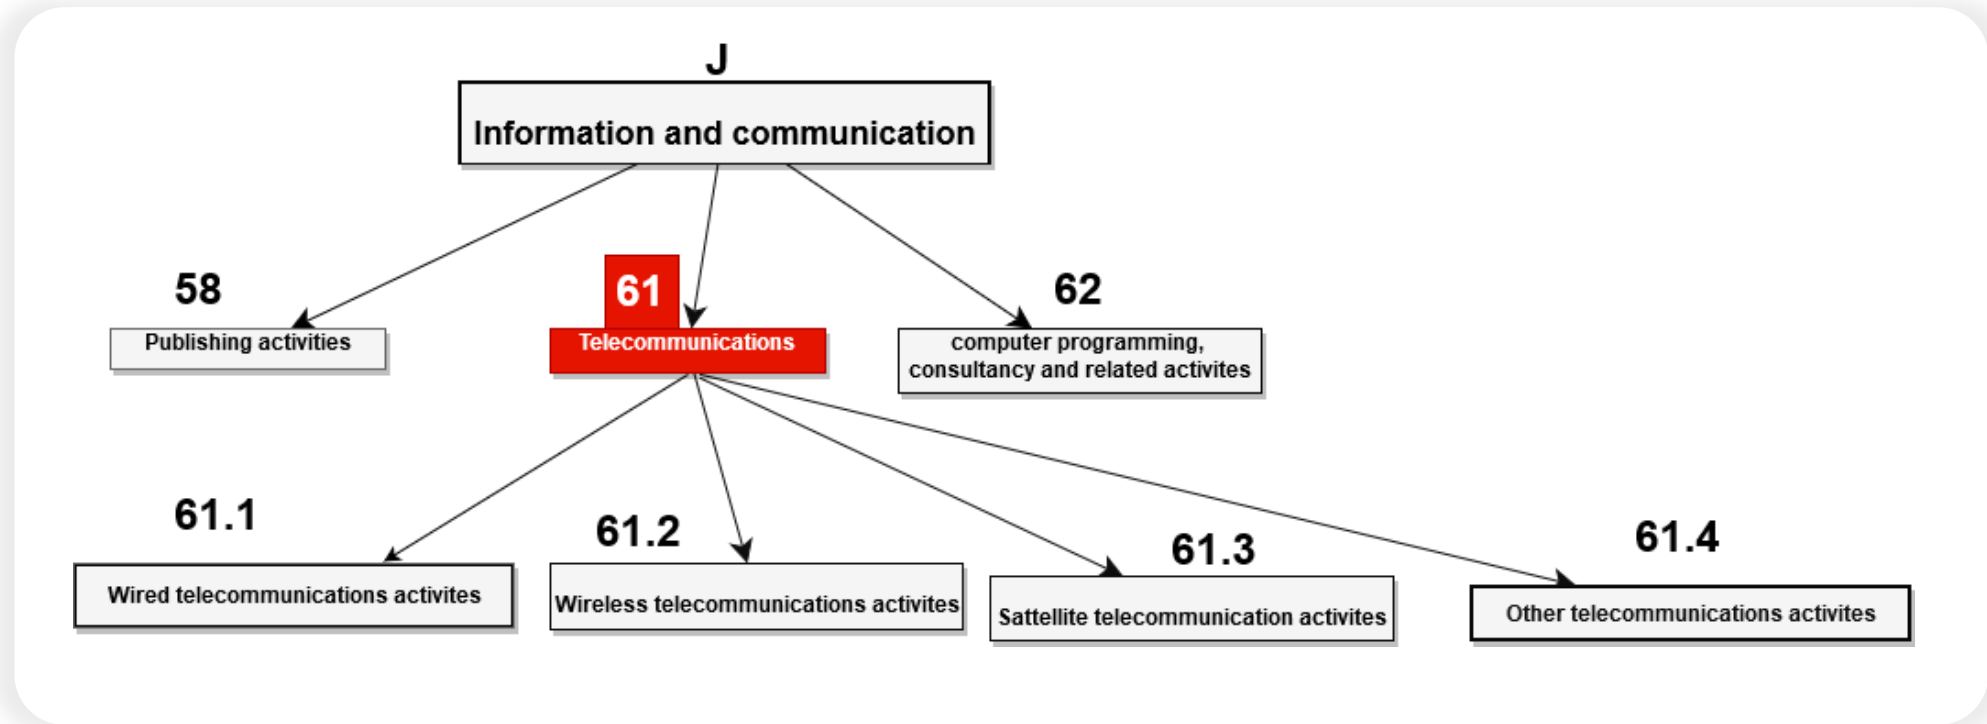 J
Information and communication
58
61
62
Publishing activities
Telecommunications
computer programming,
consultancy and related activites
61.1
61.2
61.3
61.4
Wired telecommunications activites
Wireless telecommunications activites
Sattellite telecommunication activites
Other telecommunications activites